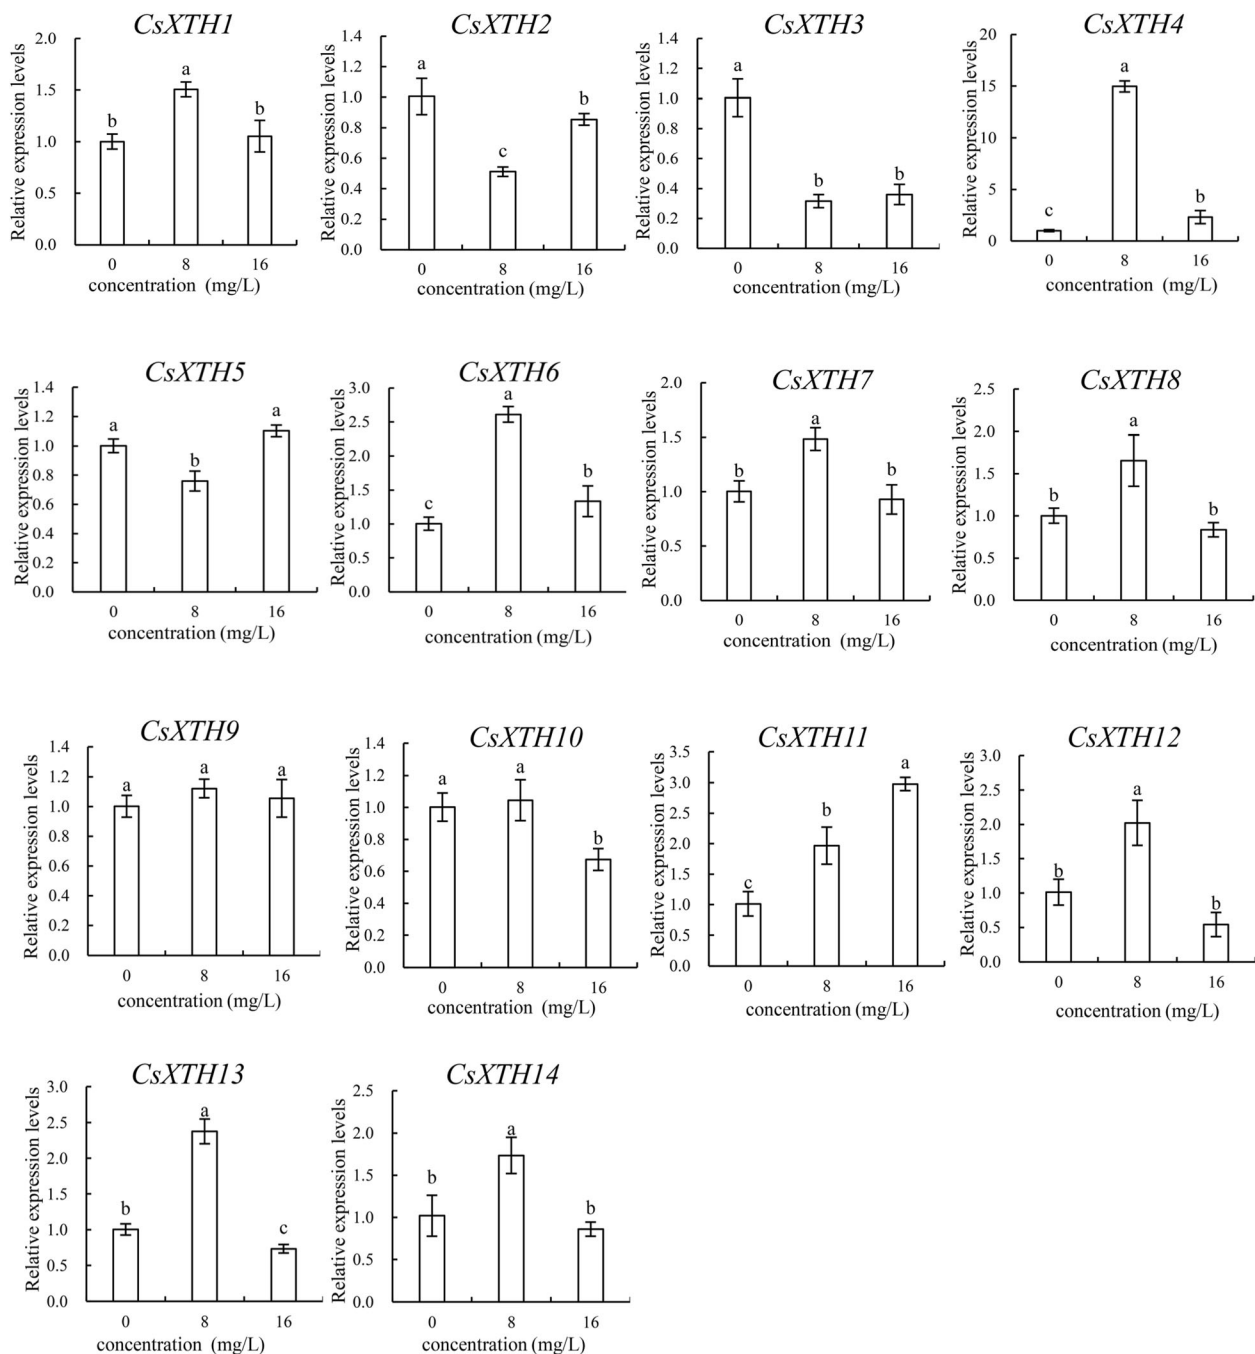 CsXTH1
Relative expression levels
2.0
1.5
1.0
0.5
0.0
b
a
b
0 8 16
concentration (mg/L)
CsXTH2
Relative expression levels
1.4
1.2
1.0
0.8
0.6
0.4
0.2
0.0
a
c
b
0 8 16
concentration (mg/L)
CsXTH3
Relative expression levels
1.4
1.2
1.0
0.8
0.6
0.4
0.2
0.0
a
b
b
0 8 16
concentration (mg/L)
CsXTH4
Relative expression levels
20
15
10
5
0
c
a
b
0 8 16
concentration (mg/L)
CsXTH5
Relative expression levels
1.4
1.2
1.0
0.8
0.6
0.4
0.2
0.0
a
b
a
0 8 16
concentration (mg/L)
CsXTH6
Relative expression levels
3.0
2.5
2.0
1.5
1.0
0.5
0.0
c
a
b
0 8 16
concentration (mg/L)
CsXTH7
Relative expression levels
2.0
1.5
1.0
0.5
0.0
b
a
b
0 8 16
concentration (mg/L)
CsXTH8
Relative expression levels
2.5
2.0
1.5
1.0
0.5
0.0
b
a
b
0 8 16
concentration (mg/L)
CsXTH9
Relative expression levels
1.4
1.2
1.0
0.8
0.6
0.4
0.2
0.0
a
a
a
0 8 16
concentration (mg/L)
CsXTH10
Relative expression levels
1.4
1.2
1.0
0.8
0.6
0.4
0.2
0.0
a
a
b
0 8 16
concentration (mg/L)
CsXTH11
Relative expression levels
3.5
3.0
2.5
2.0
1.5
1.0
0.5
0.0
c
b
a
0 8 16
concentration (mg/L)
CsXTH12
Relative expression levels
3.0
2.5
2.0
1.5
1.0
0.5
0.0
b
a
b
0 8 16
concentration (mg/L)
CsXTH13
Relative expression levels
3.0
2.5
2.0
1.5
1.0
0.5
0.0
b
a
c
0 8 16
concentration (mg/L)
CsXTH14
Relative expression levels
2.5
2.0
1.5
1.0
0.5
0.0
b
a
b
0 8 16
concentration (mg/L)